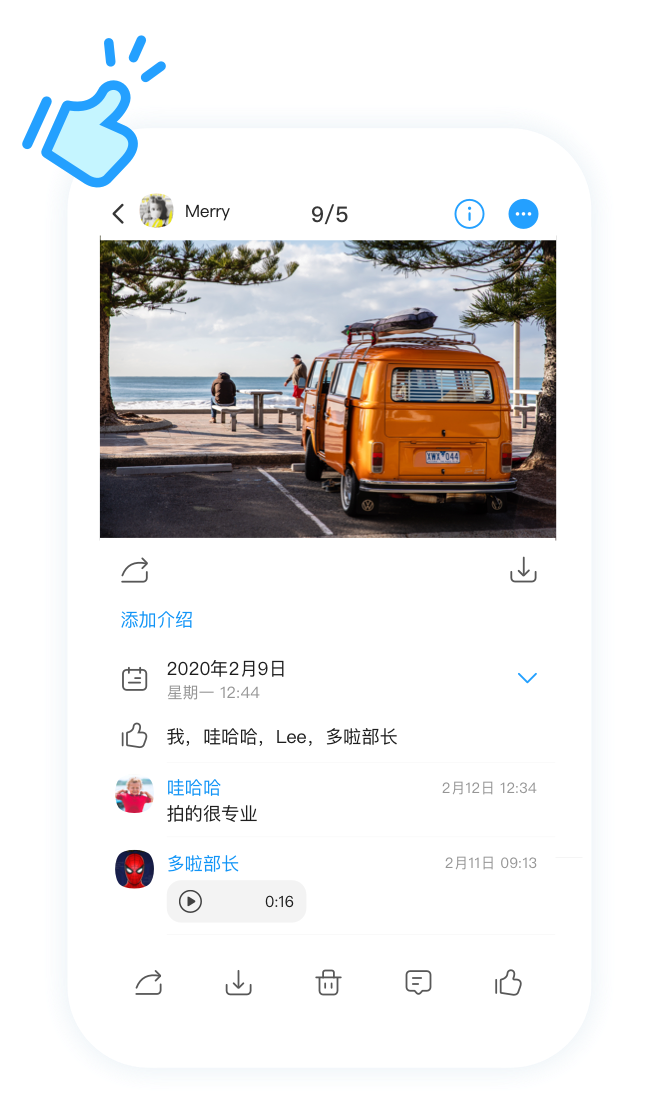 Merry
9/5
XWX 044
添加介绍
2020年2月9日
星期一 12:44
我，哇哈哈，Lee，多啦部长
哇哈哈
2月12日 12:34
拍的很专业
多啦部长
2月11日 09:13
0:16